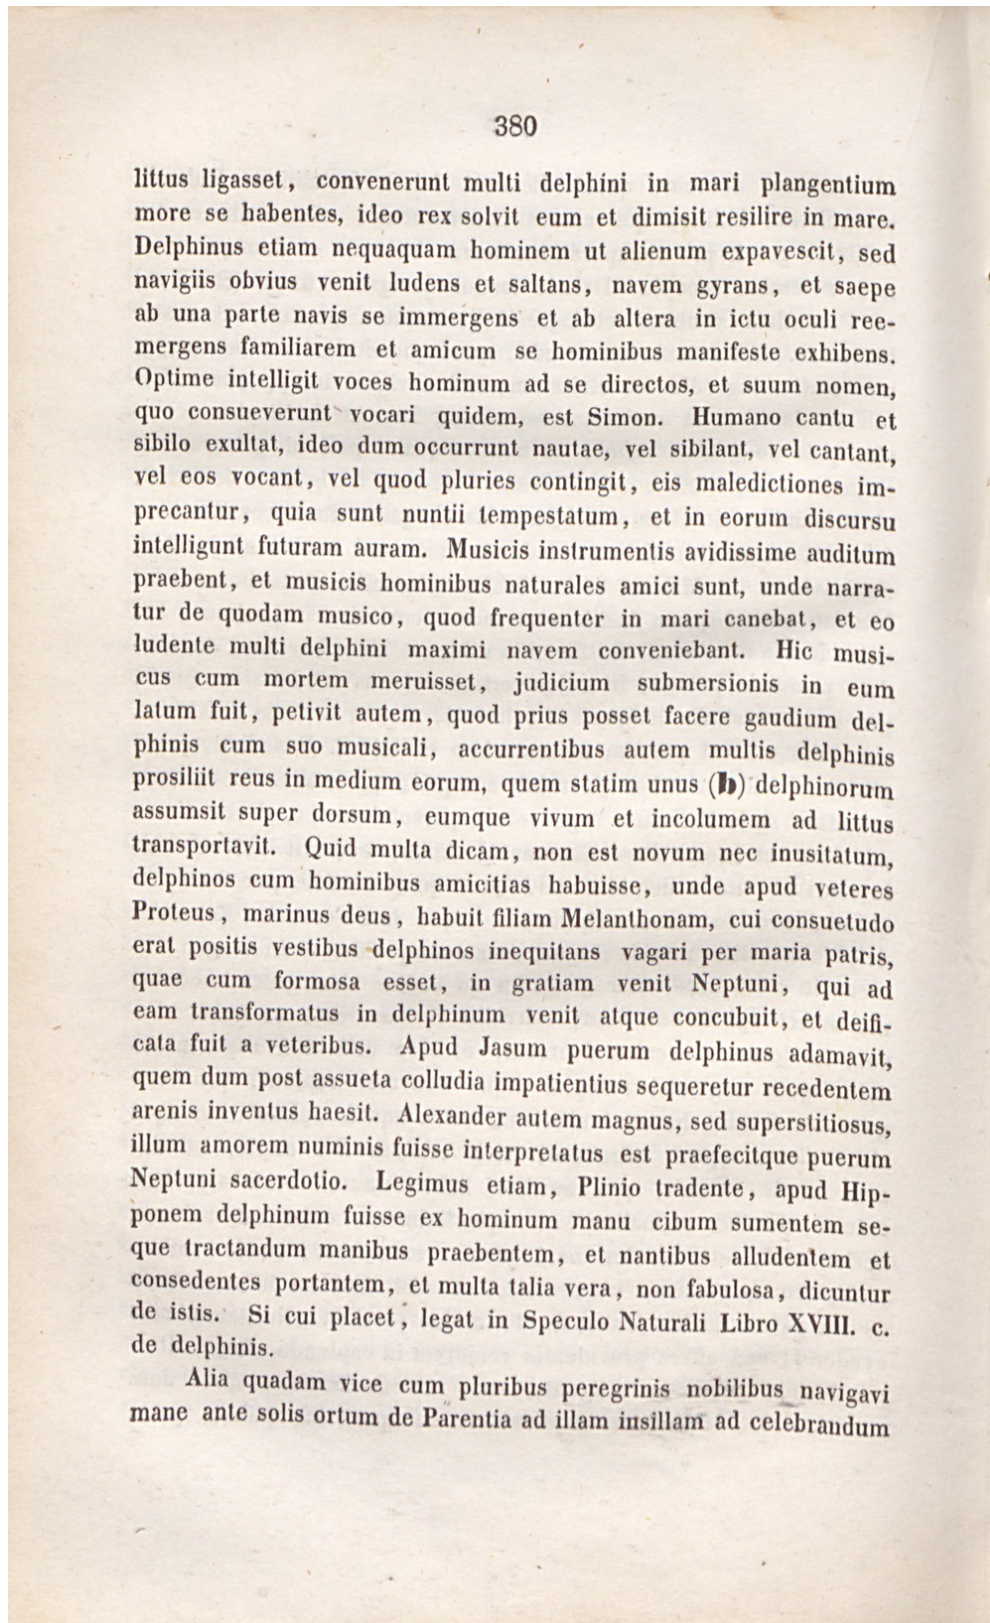 380
littus ligasset, convenerunt multi delphini in mari plangentium
more se habentes, ideo rex solvit eum et dimisit resilire in mare.
Delphinus etiam nequaquam hominem ut alienum expavescit, sed
navigiis obvius venit ludens et saltans, navem gyrans, et saepe
ab una parte navis se immergens et ab altera in ictu oculi ree-
mergens familiarem et amicum se hominibus manifeste exhibens.
Optime intelligit voces hominum ad se directos, et suum nomen,
quo consueverunt vocari quidem, est Simon. Humano cantu et
sibilo exultat, ideo dum occurrunt nautae, vel sibilant, vel cantant,
vel eos vocant, vel quod pluries contingit, eis maledictiones im-
precantur, quia sunt nuntii tempestatum, et in eorum discursu
intelligunt futuram auram. Musicis instrumentis avidissime auditum
praebent, et musicis hominibus naturales amici sunt, unde narra-
tur de quodam musico, quod frequenter in mari canebat, et eo
ludente multi delphini maximi navem conveniebant. Hic musi-
cus cum mortem meruisset, judicium submersionis in eum
latum fuit, petivit autem, quod prius posset facere gaudium del-
phinis cum suo musicali, accurrentibus autem multis delphinis
prosiliit reus in medium eorum, quem statim unus (b) delphinorum
assumsit super dorsum, eumque vivum et incolumem ad littus
transportavit. Quid multa dicam, non est novum nec inusitatum,
delphinos cum hominibus amicitias habuisse, unde apud veteres
Proteus, marinus deus, habuit filiam Melanthonam, cui consuetudo
erat positis vestibus delphinos inequitans vagari per maria patris,
quae cum formosa esset, in gratiam venit Neptuni, qui ad
eam transformatus in delphinum venit atque concubuit, et deifi-
cata fuit a veteribus. Apud Jasum puerum delphinus adamavit,
quem dum post assueta colludia impatientius sequeretur recedentem
arenis inventus haesit. Alexander autem magnus, sed superstitiosus,
illum amorem numinis fuisse interpretatus est praefecitque puerum
Neptuni sacerdotio. Legimus etiam, Plinio tradente, apud Hip-
ponem delphinum fuisse ex hominum manu cibum sumentem se-
que tractandum manibus praebentem, et nantibus alludentem et
consedentes portantem, et multa talia vera, non fabulosa, dicuntur
de istis. Si cui placet, legat in Speculo Naturali Libro XVIII. c.
de delphinis.
Alia quadam vice cum pluribus peregrinis nobilibus navigavi
mane ante solis ortum de Parentia ad illam insillam ad celebrandum